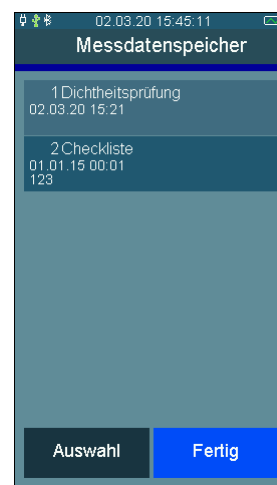 02.03.20 15:45:11
Messdatenspeicher
1 Dichtheitsprüfung
02.03.20 15:21
2 Checkliste
01.01.15 00:01
123
Auswahl Fertig